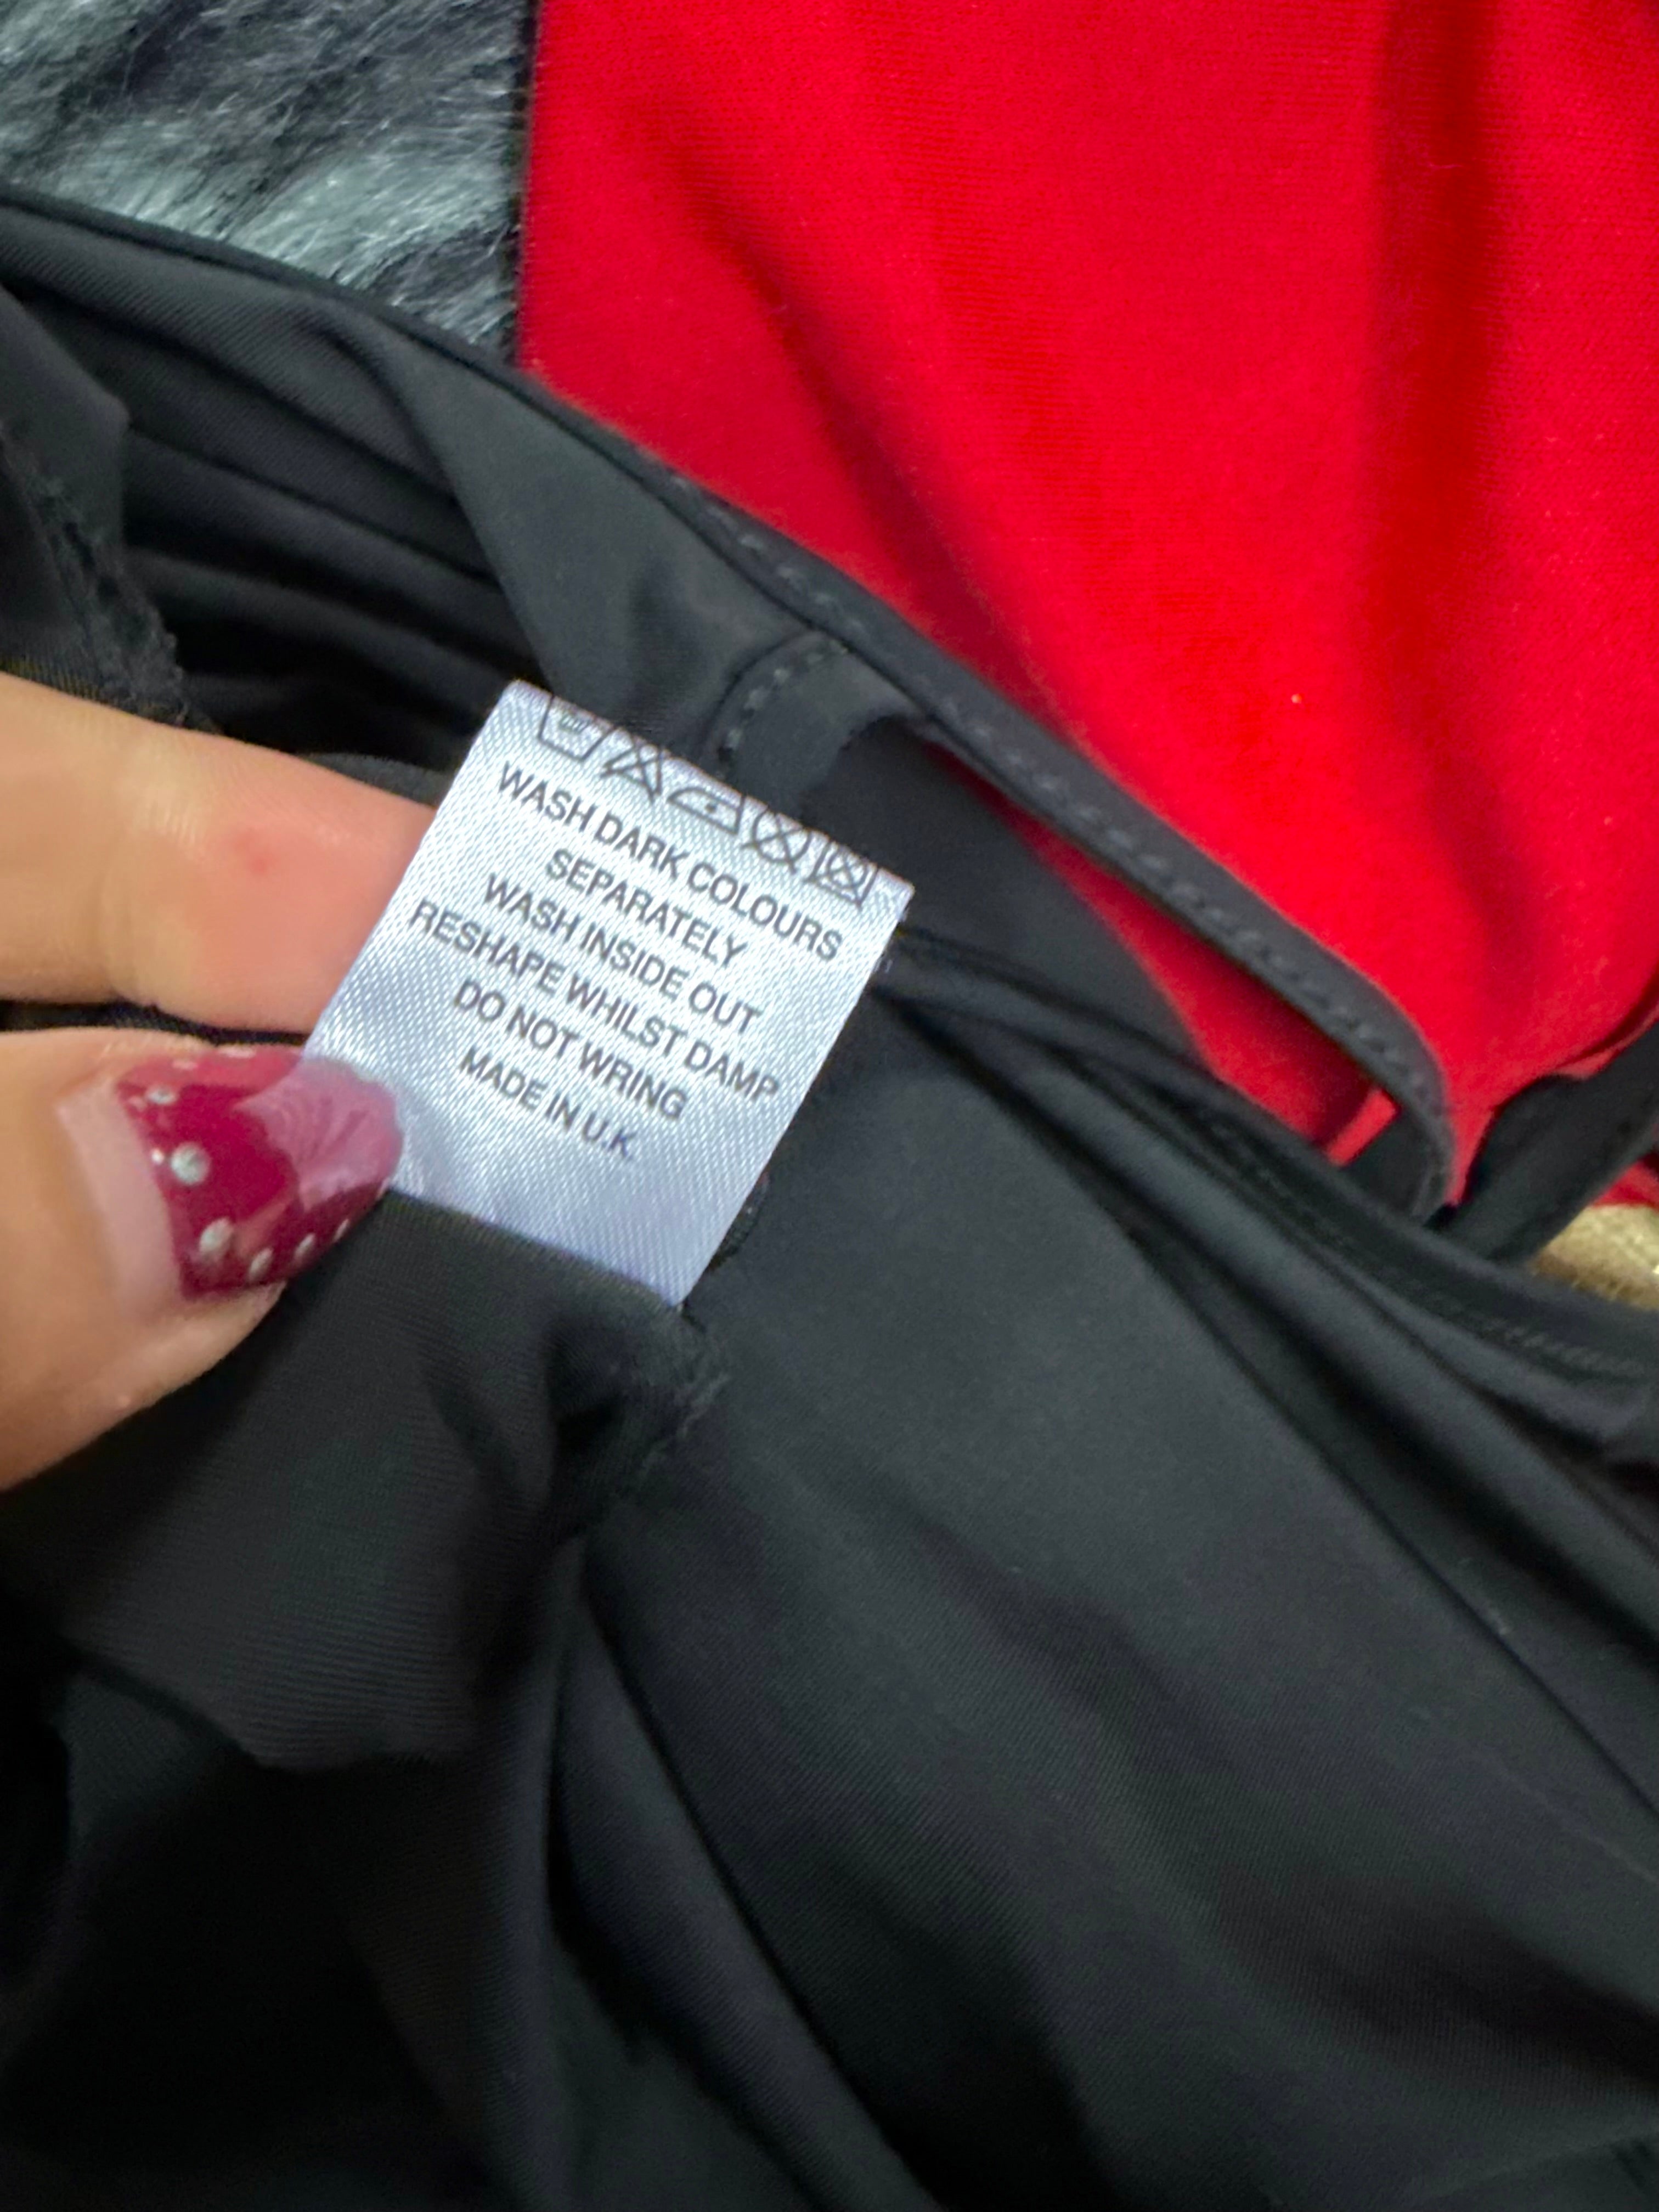 WASH DARK COLOURS
SEPARATELY
WASH INSIDE OUT
RESHAPE WHILST DAMP
DO NOT WRING
MADE IN U.K